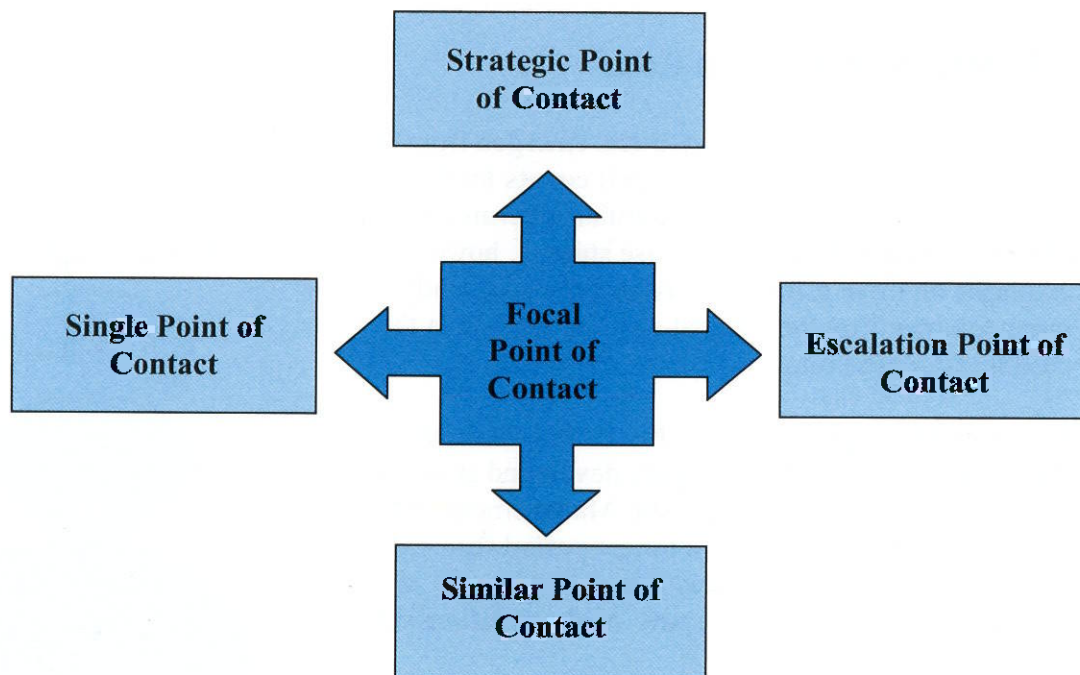 Strategic Point
of Contact
Single Point of
Contact
Focal
Point of
Contact
Escalation Point of
Contact
Similar Point of
Contact